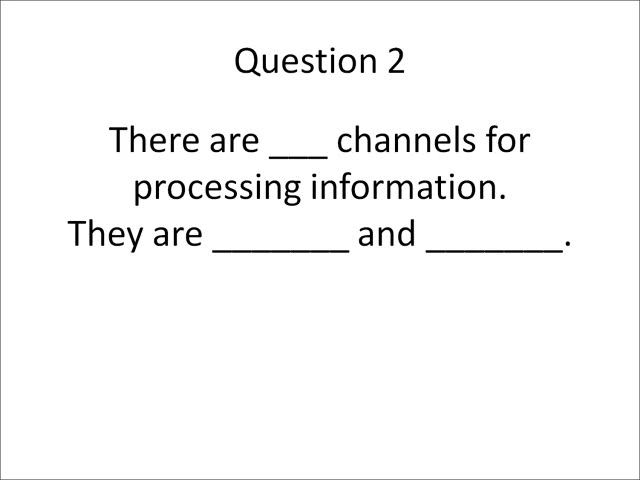 Question 2
There are ___ channels for
processing information.
They are _______ and _______.